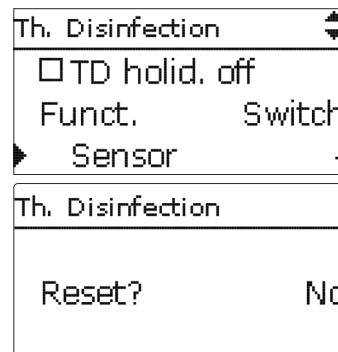 Th. Disinfection
TD holid. off
Funct. Switch
Sensor -
Th. Disinfection
Reset? No